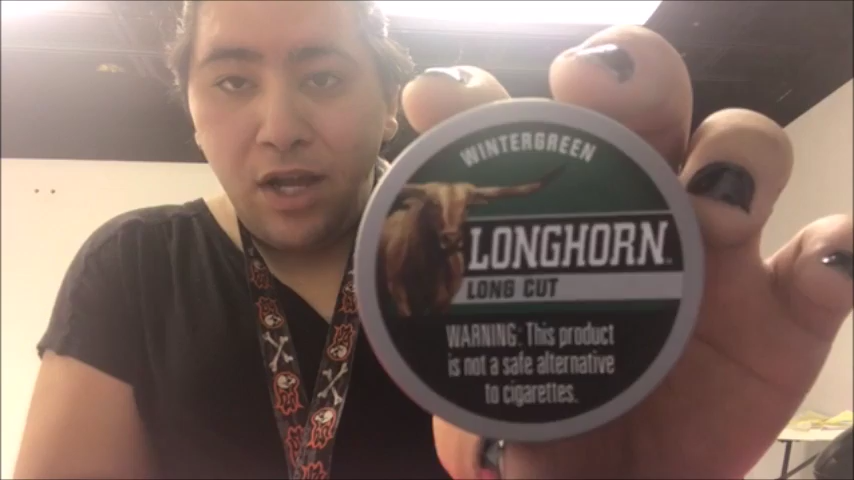 WINTERGREEN
LONGHORN
LONG CUT
WARNING: This product
is not a safe alternative
to cigarettes.